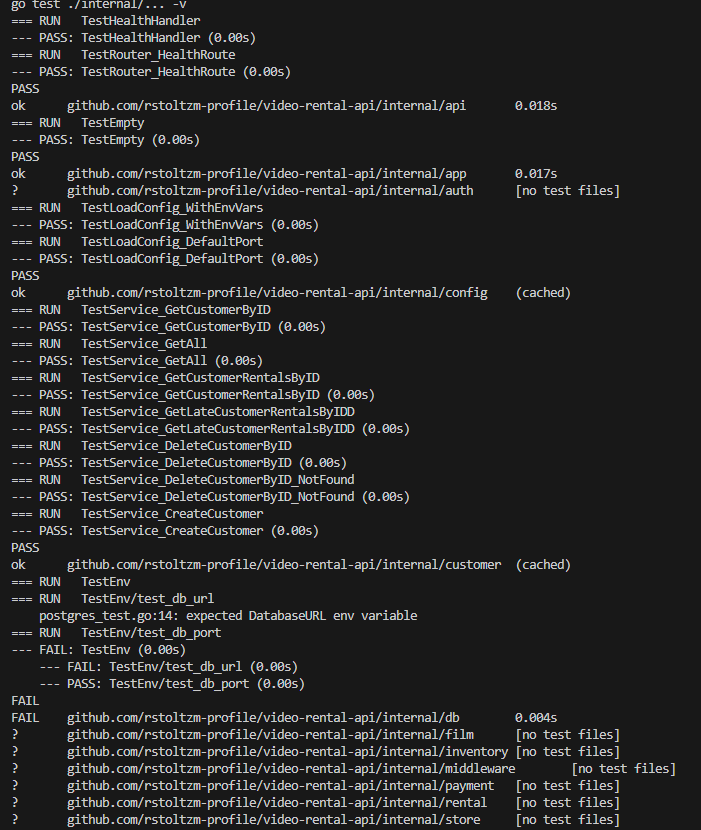 go test ./internal/... -v
=== RUN   TestHealthHandler
--- PASS: TestHealthHandler (0.00s)
=== RUN   TestRouter_HealthRoute
--- PASS: TestRouter_HealthRoute (0.00s)
PASS
ok      github.com/rstoltzm-profile/video-rental-api/internal/api       0.018s
=== RUN   TestEmpty
--- PASS: TestEmpty (0.00s)
PASS
ok      github.com/rstoltzm-profile/video-rental-api/internal/app       0.017s
?       github.com/rstoltzm-profile/video-rental-api/internal/auth      [no test files]
=== RUN   TestLoadConfig_WithEnvVars
--- PASS: TestLoadConfig_WithEnvVars (0.00s)
=== RUN   TestLoadConfig_DefaultPort
--- PASS: TestLoadConfig_DefaultPort (0.00s)
PASS
ok      github.com/rstoltzm-profile/video-rental-api/internal/config    (cached)
=== RUN   TestService_GetCustomerByID
--- PASS: TestService_GetCustomerByID (0.00s)
=== RUN   TestService_GetAll
--- PASS: TestService_GetAll (0.00s)
=== RUN   TestService_GetCustomerRentalsByID
--- PASS: TestService_GetCustomerRentalsByID (0.00s)
=== RUN   TestService_GetLateCustomerRentalsByIDD
--- PASS: TestService_GetLateCustomerRentalsByIDD (0.00s)
=== RUN   TestService_DeleteCustomerByID
--- PASS: TestService_DeleteCustomerByID (0.00s)
=== RUN   TestService_DeleteCustomerByID_NotFound
--- PASS: TestService_DeleteCustomerByID_NotFound (0.00s)
=== RUN   TestService_CreateCustomer
--- PASS: TestService_CreateCustomer (0.00s)
PASS
ok      github.com/rstoltzm-profile/video-rental-api/internal/customer  (cached)
=== RUN   TestEnv
=== RUN   TestEnv/test_db_url
    postgres_test.go:14: expected DatabaseURL env variable
=== RUN   TestEnv/test_db_port
--- FAIL: TestEnv (0.00s)
    --- FAIL: TestEnv/test_db_url (0.00s)
    --- PASS: TestEnv/test_db_port (0.00s)
FAIL
FAIL    github.com/rstoltzm-profile/video-rental-api/internal/db        0.004s
?       github.com/rstoltzm-profile/video-rental-api/internal/film      [no test files]
?       github.com/rstoltzm-profile/video-rental-api/internal/inventory [no test files]
?       github.com/rstoltzm-profile/video-rental-api/internal/middleware        [no test files]
?       github.com/rstoltzm-profile/video-rental-api/internal/payment   [no test files]
?       github.com/rstoltzm-profile/video-rental-api/internal/rental    [no test files]
?       github.com/rstoltzm-profile/video-rental-api/internal/store     [no test files]